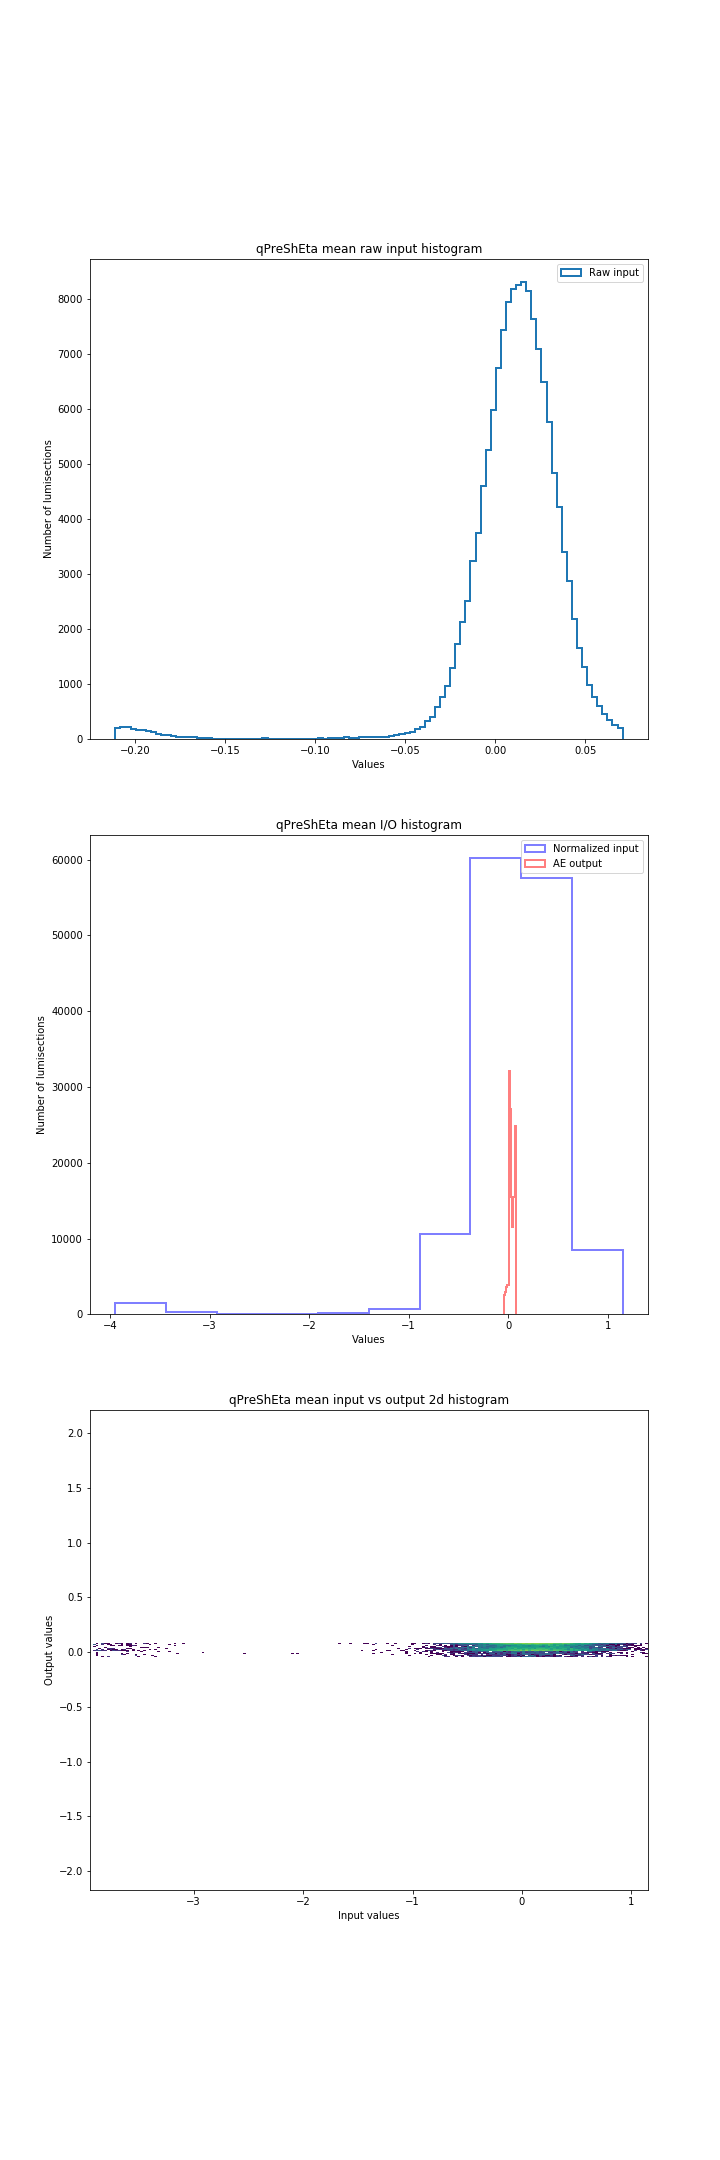 qPreShEta mean raw input histogram
Raw input
8000
7000
6000
5000
4000
3000
2000
1000
0
Number of lumisections
−0.20 −0.15 −0.10 −0.05 0.00 0.05
Values
qPreShEta mean I/O histogram
Normalized input
AE output
60000
50000
40000
30000
20000
10000
0
Number of lumisections
−4 −3 −2 −1 0 1
Values
qPreShEta mean input vs output 2d histogram
2.0
1.5
1.0
0.5
0.0
−0.5
−1.0
−1.5
−2.0
Output values
−3 −2 −1 0 1
Input values